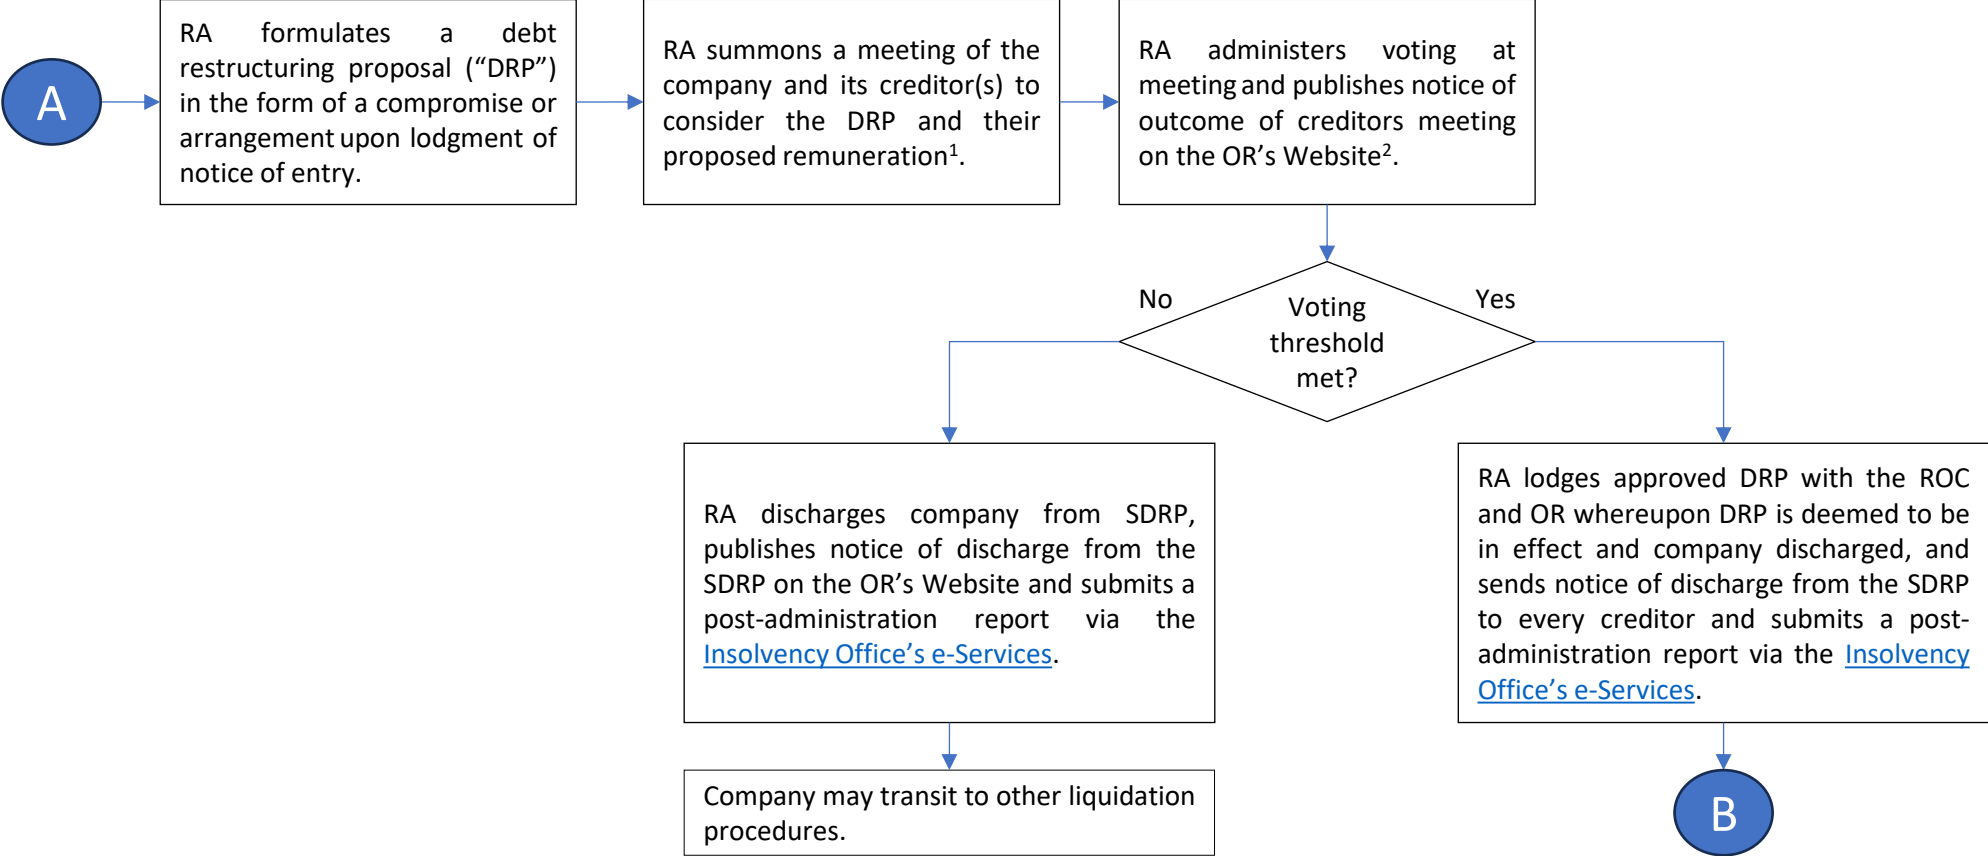 A
RA formulates a debt
restructuring proposal (“DRP”)
in the form of a compromise or
arrangement upon lodgment of
notice of entry.
RA summons a meeting of the
company and its creditor(s) to
consider the DRP and their
proposed remuneration¹.
RA administers voting at
meeting and publishes notice of
outcome of creditors meeting
on the OR’s Website².
No
Voting
threshold
met?
Yes
RA discharges company from SDRP,
publishes notice of discharge from the
SDRP on the OR’s Website and submits a
post-administration report via the
Insolvency Office’s e-Services.
RA lodges approved DRP with the ROC
and OR whereupon DRP is deemed to be
in effect and company discharged, and
sends notice of discharge from the SDRP
to every creditor and submits a post-
administration report via the Insolvency
Office’s e-Services.
Company may transit to other liquidation
procedures.
B